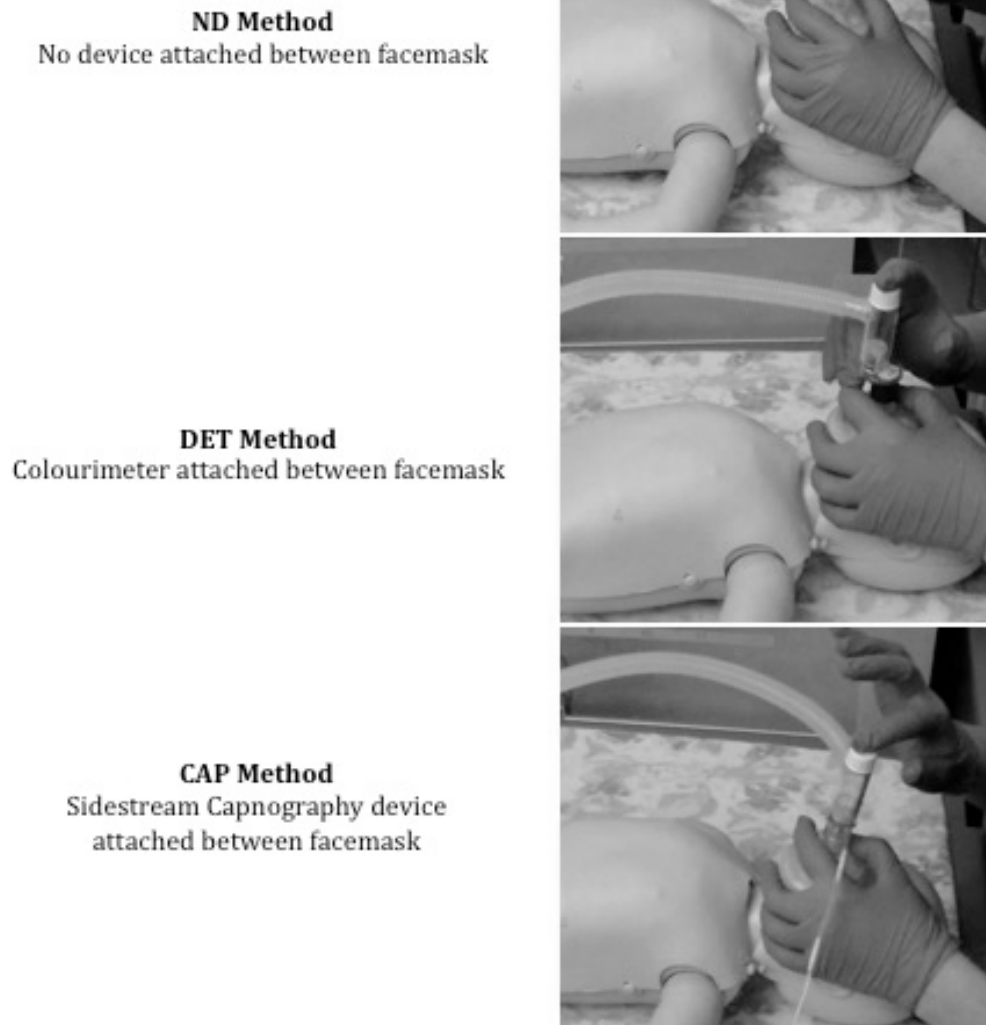 ND Method
No device attached between facemask
DET Method
Colourimeter attached between facemask
CAP Method
Sidestream Capnography device
attached between facemask